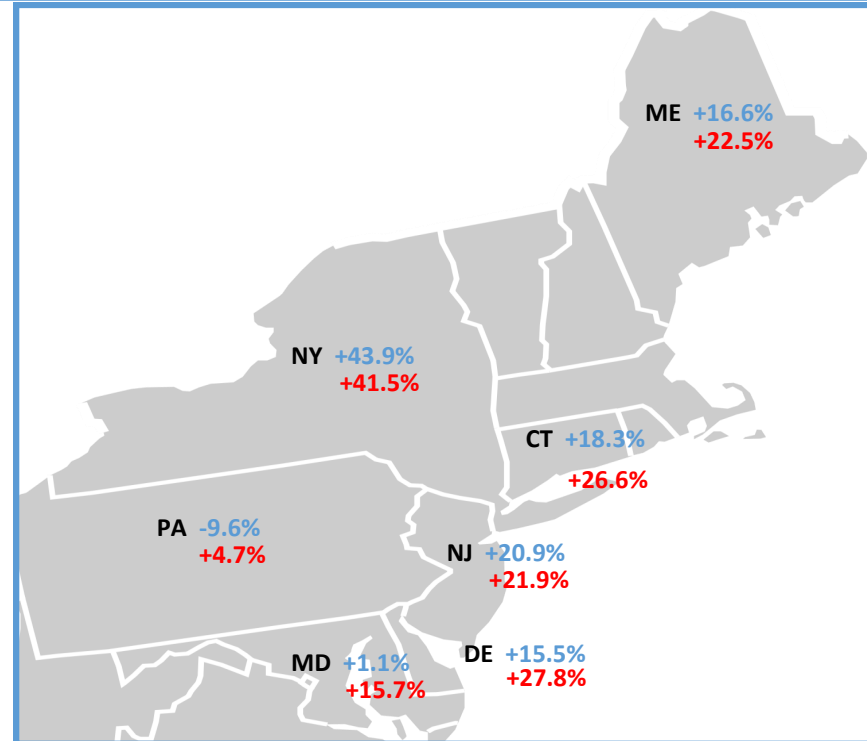 ME +16.6%
+22.5%
NY +43.9%
+41.5%
CT +18.3%
+26.6%
PA -9.6%
+4.7%
NJ +20.9%
+21.9%
MD +1.1%
+15.7%
DE +15.5%
+27.8%